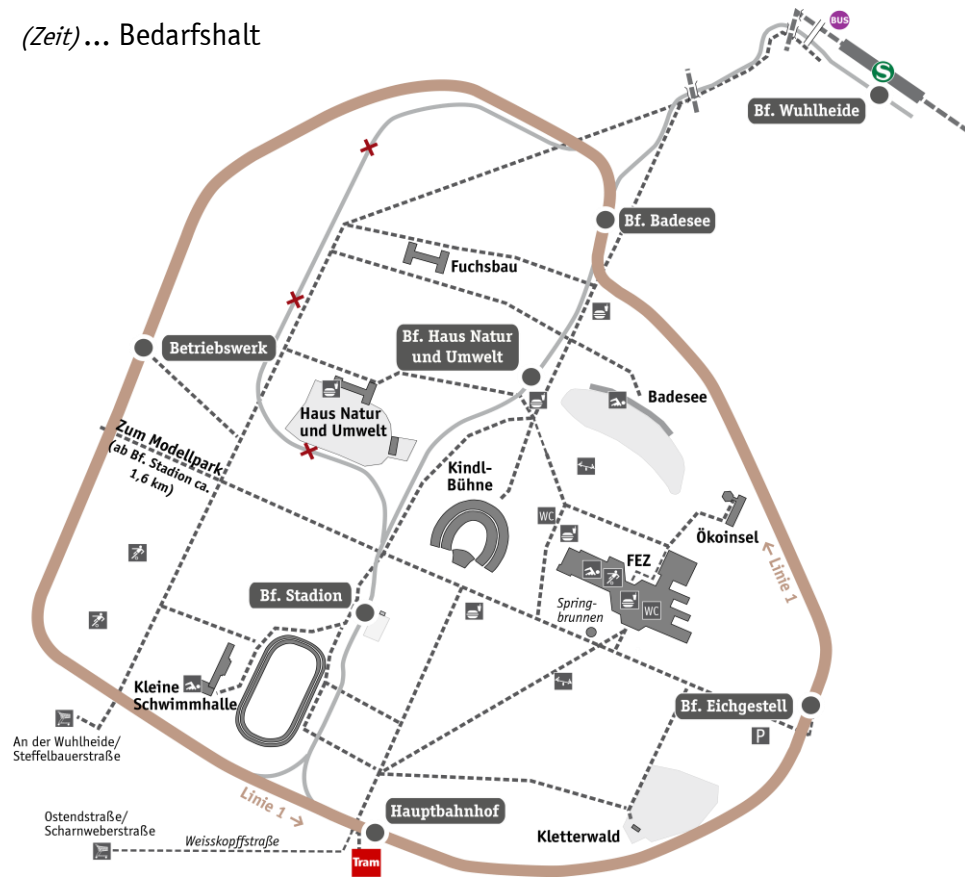 (Zeit) ... Bedarfshalt
BUS
S
Bf. Wuhlheide
Bf. Badesee
Fuchsbau
Bf. Haus Natur
und Umwelt
Betriebswerk
Badesee
Haus Natur
und Umwelt
Zum Modellpark
(ab Bf. Stadion ca.
1,6 km)
Kindl-
Bühne
WC
Ökoinsel
FEZ
← Linie 1
Bf. Stadion
WC
Spring-
brunnen
Kleine
Schwimmhalle
Bf. Eichgestell
P
An der Wuhlheide/
Steffelbauerstraße
Linie 1 →
Hauptbahnhof
Ostendstraße/
Scharnweberstraße
Weisskopffstraße
Kletterwald
Tram